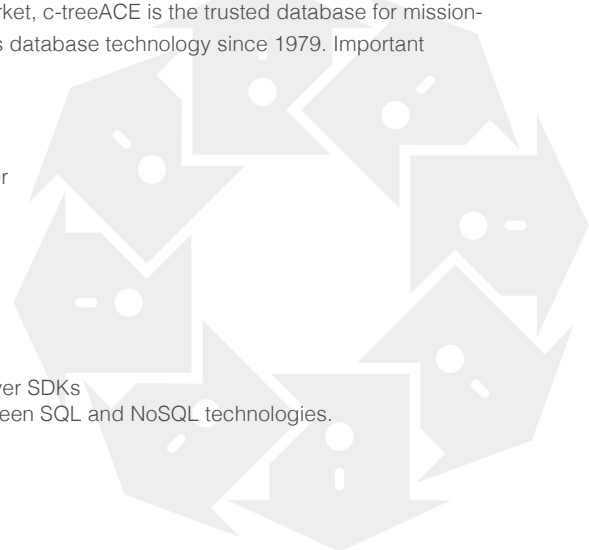 rket, c-treeACE is the trusted database for mission-
s database technology since 1979. Important
r
ver SDKs
een SQL and NoSQL technologies.